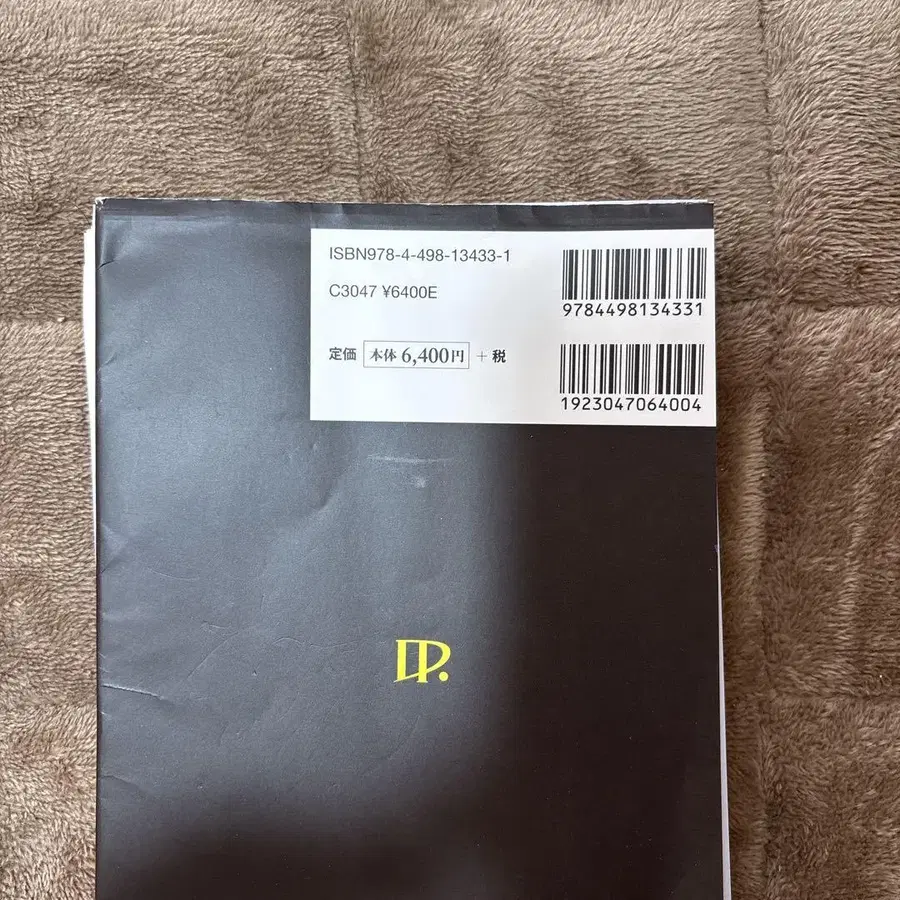 ISBN978-4-498-13433-1
C3047 ¥6400E
定価 本体 6,400円 + 税
9784498134331
1923047064004